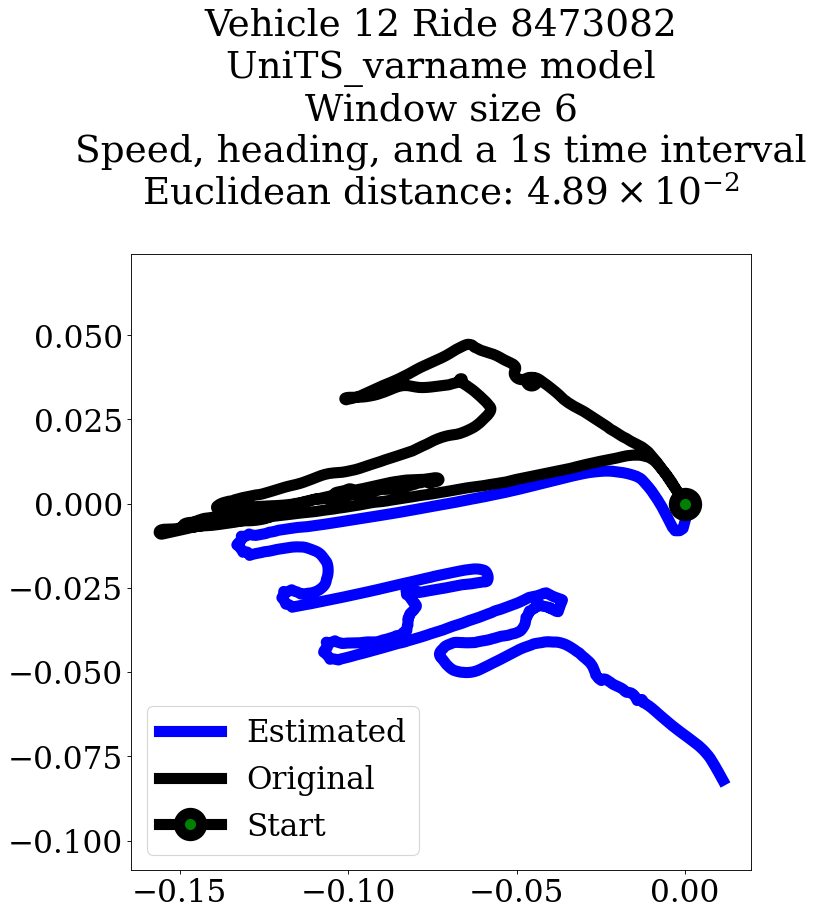 Vehicle 12 Ride 8473082
UniTS_varname model
Window size 6
Speed, heading, and a 1s time interval
Euclidean distance: 4.89 × 10⁻²
0.050
0.025
0.000
−0.025
−0.050
−0.075
−0.100
Estimated
Original
Start
−0.15
−0.10
−0.05
0.00